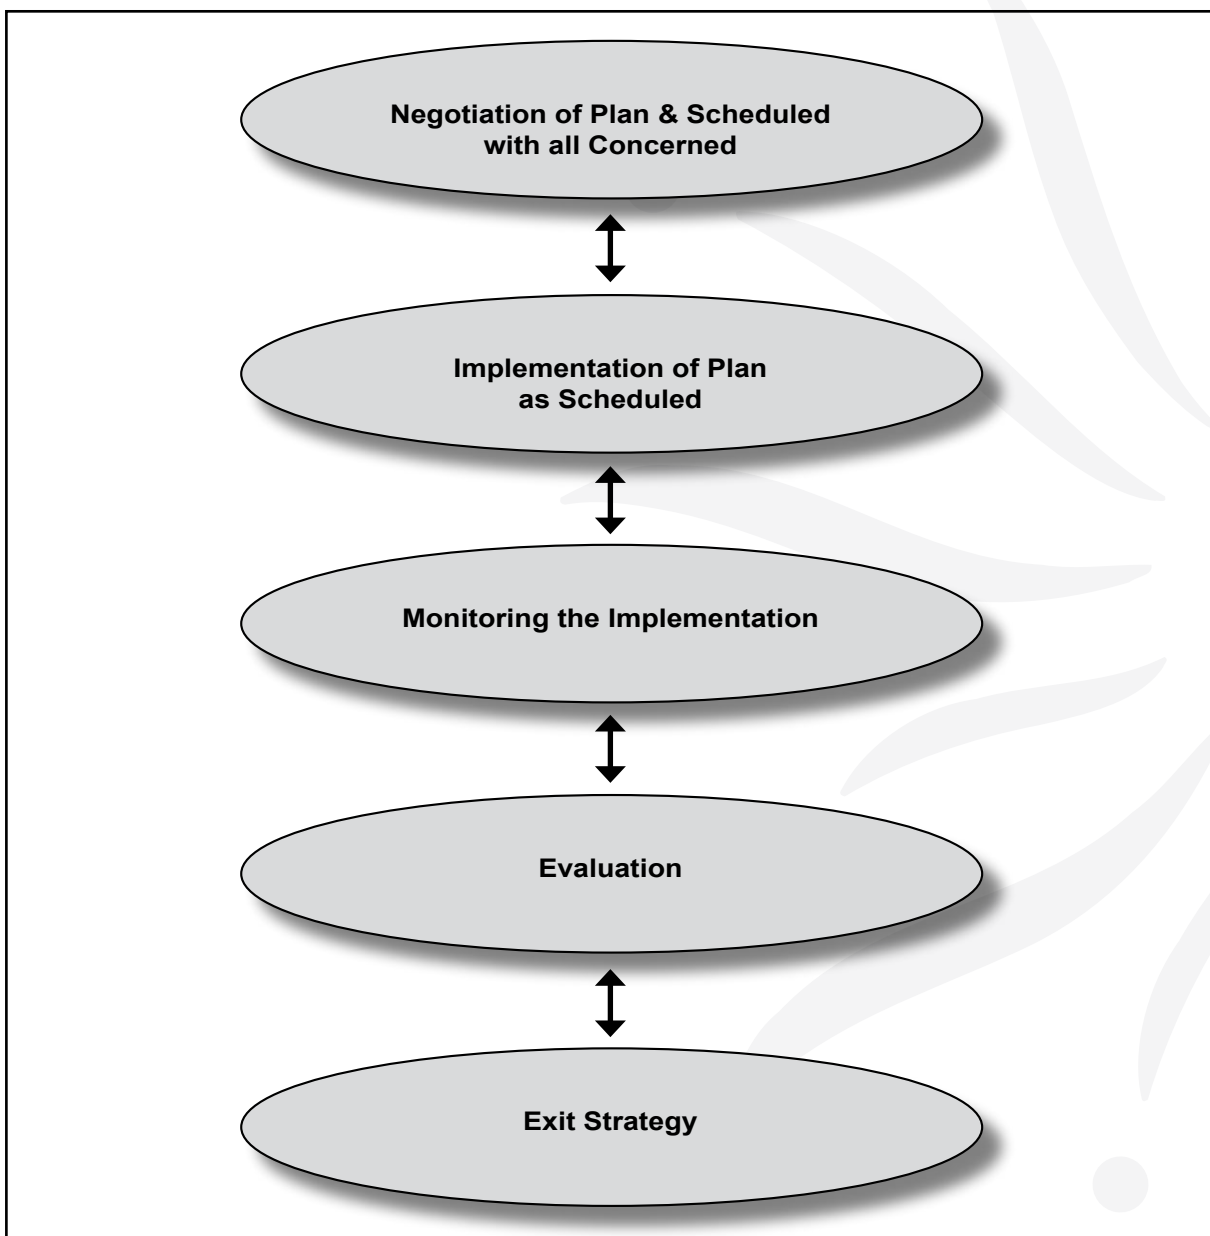 Negotiation of Plan & Scheduled
with all Concerned
Implementation of Plan
as Scheduled
Monitoring the Implementation
Evaluation
Exit Strategy